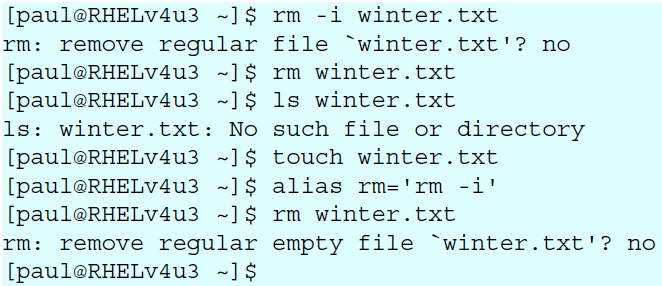 [paul@RHELv4u3 ~]$ rm -i winter.txt
rm: remove regular file `winter.txt'? no
[paul@RHELv4u3 ~]$ rm winter.txt
[paul@RHELv4u3 ~]$ ls winter.txt
ls: winter.txt: No such file or directory
[paul@RHELv4u3 ~]$ touch winter.txt
[paul@RHELv4u3 ~]$ alias rm='rm -i'
[paul@RHELv4u3 ~]$ rm winter.txt
rm: remove regular empty file `winter.txt'? no
[paul@RHELv4u3 ~]$